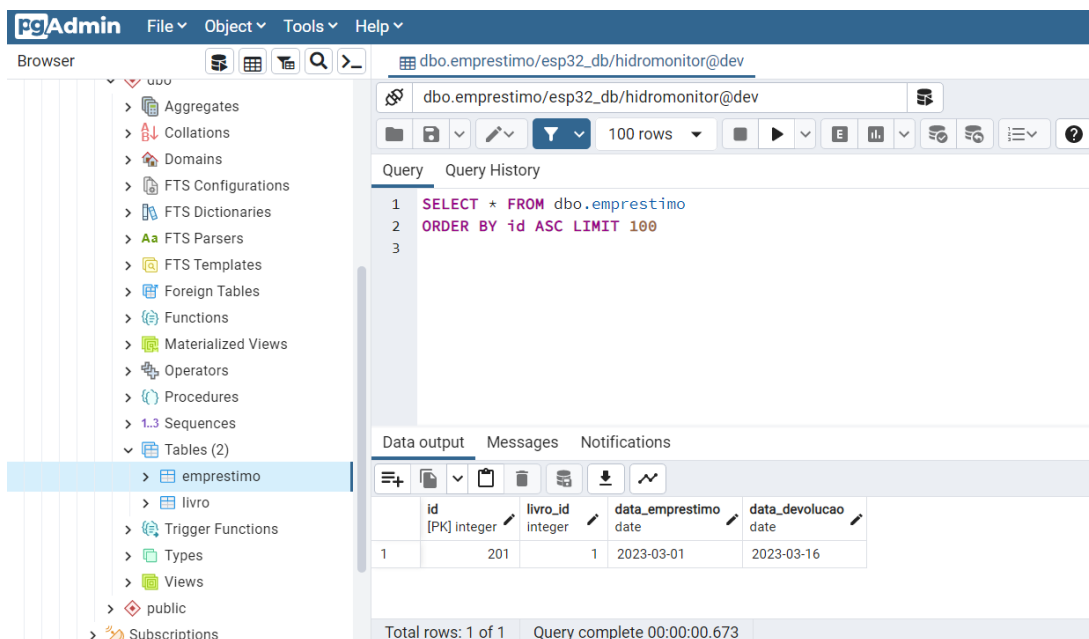 pgAdmin File Object Tools Help
Browser
dbo.emprestimo/esp32_db/hidromonitor@dev
dbo.emprestimo/esp32_db/hidromonitor@dev
100 rows
E
Query Query History
1 SELECT * FROM dbo.emprestimo
2 ORDER BY id ASC LIMIT 100
3
dbo
Aggregates
Collations
Domains
FTS Configurations
FTS Dictionaries
Aa FTS Parsers
FTS Templates
Foreign Tables
Functions
Materialized Views
Operators
Procedures
1..3 Sequences
Tables (2)
emprestimo
livro
Trigger Functions
Types
Views
public
Subscriptions
Data output Messages Notifications
id livro_id data_emprestimo data_devolucao
[PK] integer integer date date
1 201 1 2023-03-01 2023-03-16
Total rows: 1 of 1 Query complete 00:00:00.673